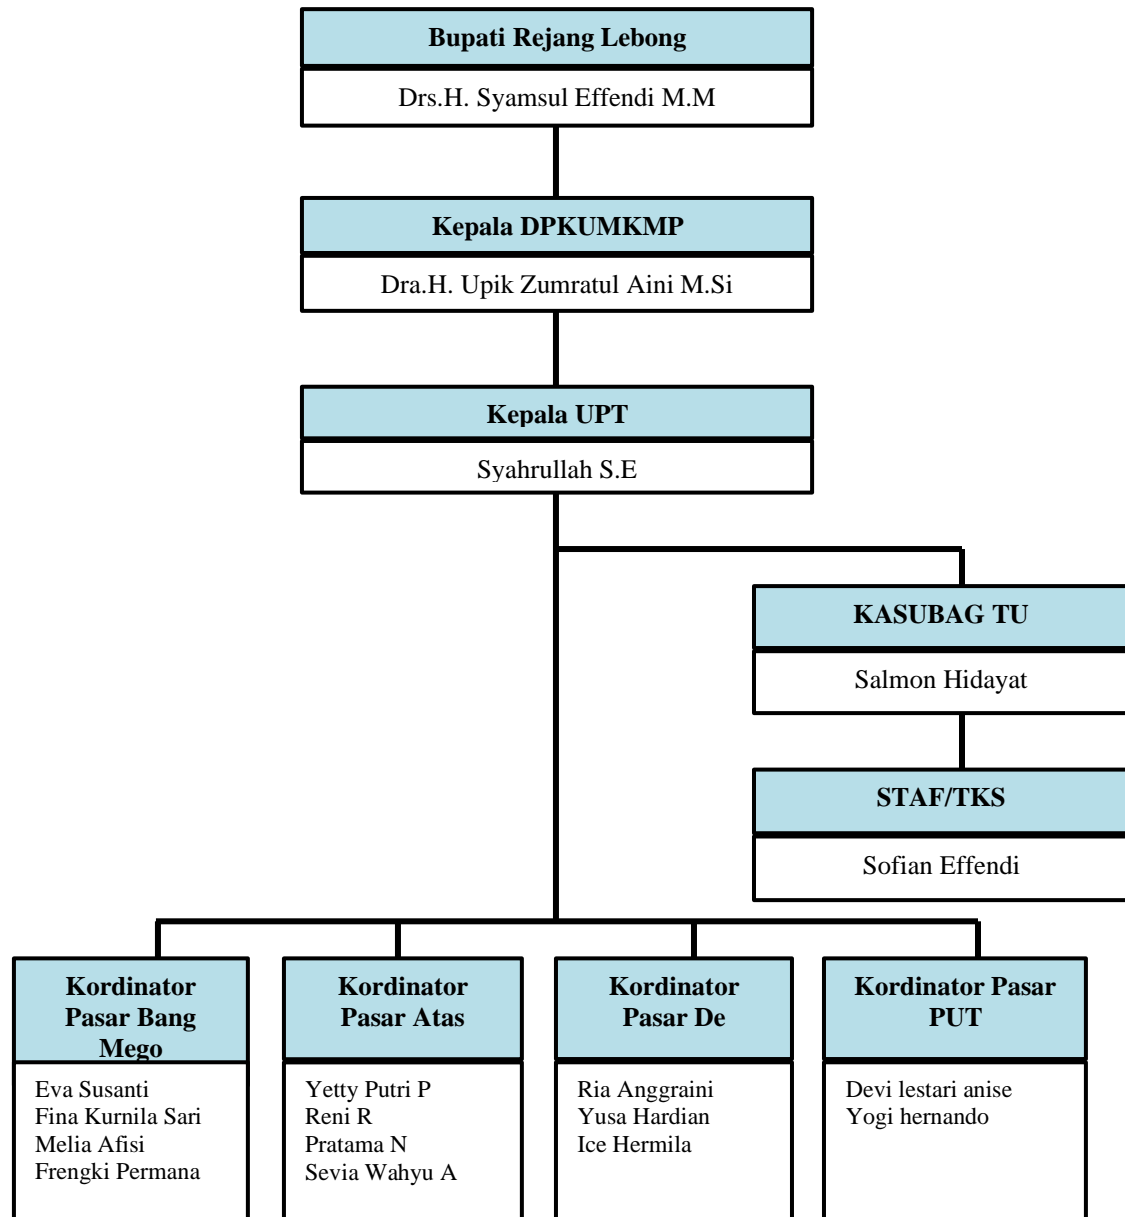 Bupati Rejang Lebong
Drs.H. Syamsul Effendi M.M
Kepala DPKUMKMP
Dra.H. Upik Zumratul Aini M.Si
Kepala UPT
Syahrullah S.E
KASUBAG TU
Salmon Hidayat
STAF/TKS
Sofian Effendi
Kordinator
Pasar Bang
Mego
Eva Susanti
Fina Kurnila Sari
Melia Afisi
Frengki Permana
Kordinator
Pasar Atas
Yetty Putri P
Reni R
Pratama N
Sevia Wahyu A
Kordinator
Pasar De
Ria Anggraini
Yusa Hardian
Ice Hermila
Kordinator Pasar
PUT
Devi lestari anise
Yogi hernando